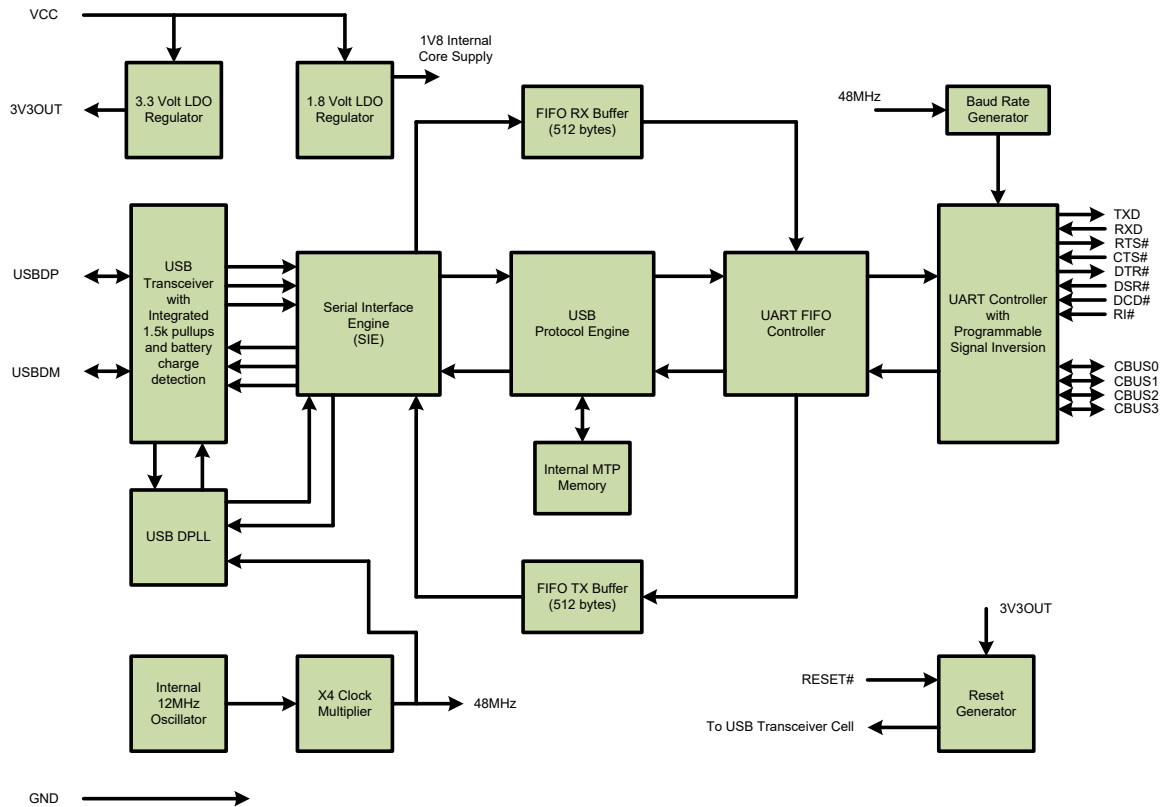 VCC
1V8 Internal
Core Supply
3.3 Volt LDO
Regulator
1.8 Volt LDO
Regulator
3V3OUT
FIFO RX Buffer
(512 bytes)
48MHz
Baud Rate
Generator
USBDP
USBDM
USB
Transceiver
with
Integrated
1.5k pullups
and battery
charge
detection
Serial Interface
Engine
(SIE)
USB
Protocol Engine
UART FIFO
Controller
UART Controller
with
Programmable
Signal Inversion
TXD
RXD
RTS#
CTS#
DTR#
DSR#
DCD#
RI#
CBUS0
CBUS1
CBUS2
CBUS3
Internal MTP
Memory
USB DPLL
FIFO TX Buffer
(512 bytes)
3V3OUT
Internal
12MHz
Oscillator
X4 Clock
Multiplier
48MHz
RESET#
Reset
Generator
To USB Transceiver Cell
GND